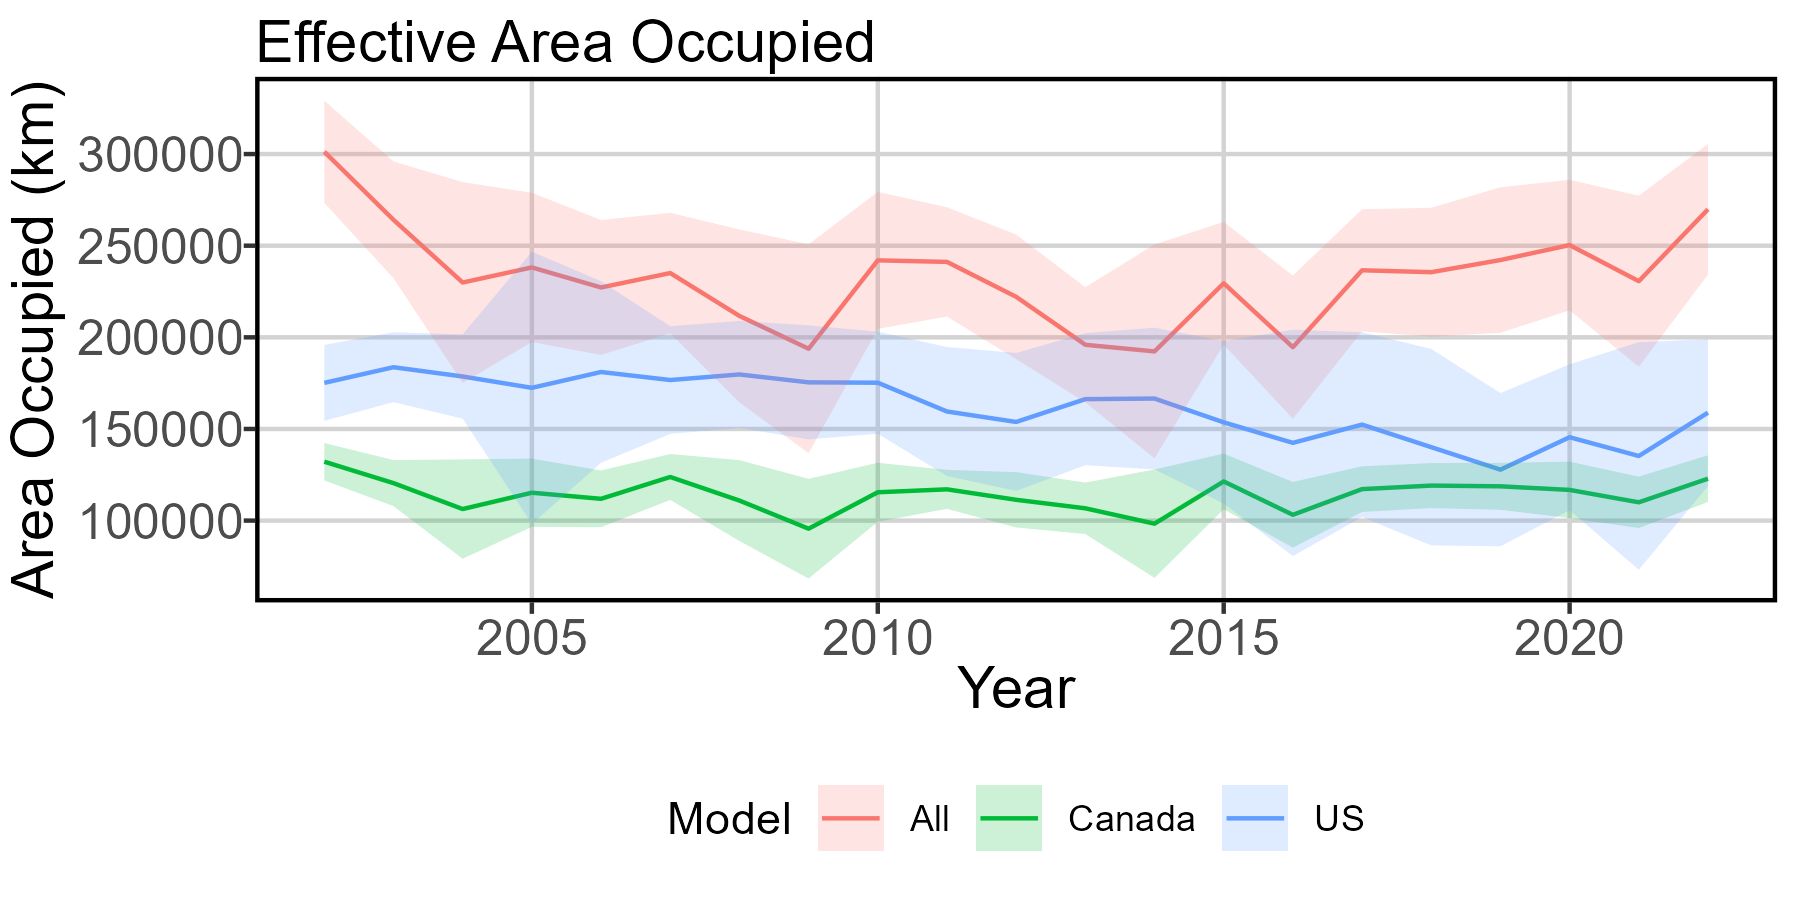 Effective Area Occupied
Area Occupied (km)
300000
250000
200000
150000
100000
2005 2010 2015 2020
Year
Model All Canada US